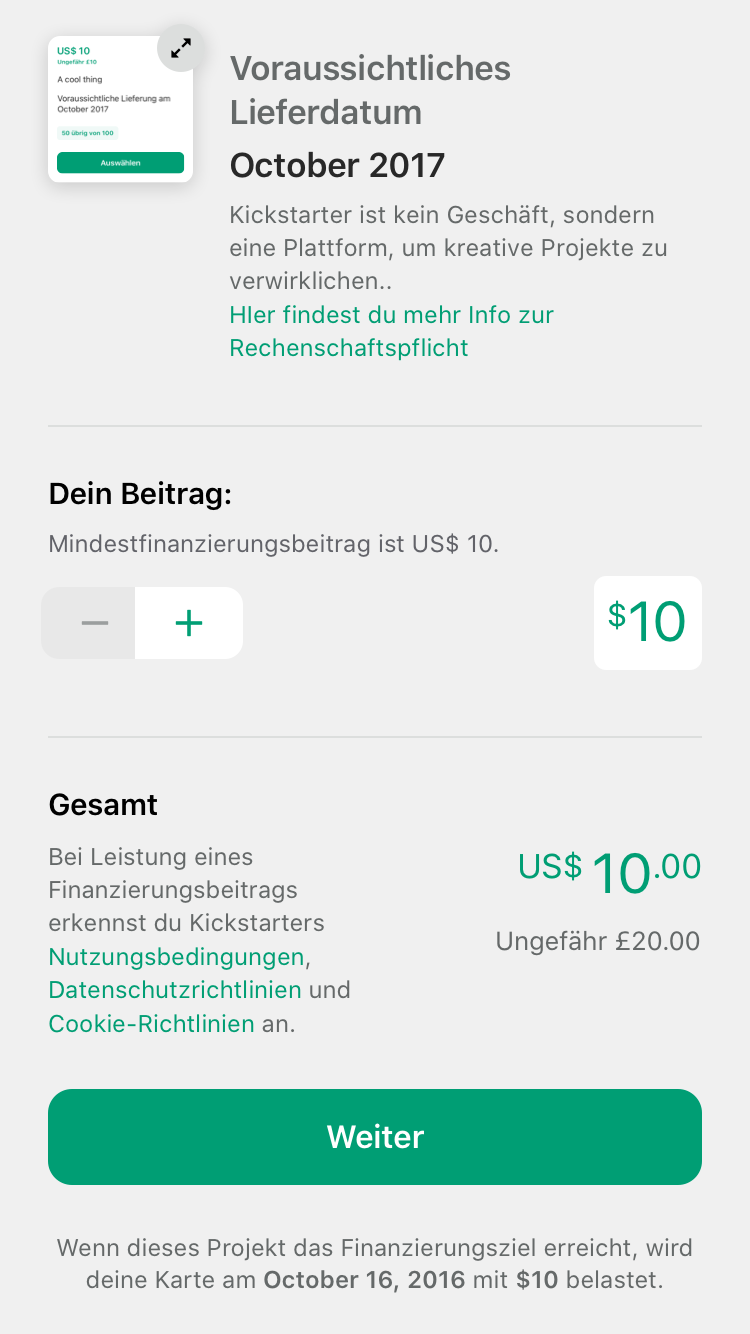 US$ 10
Ungefähr £10
A cool thing
Voraussichtliche Lieferung am
October 2017
50 übrig von 100
Auswählen
Voraussichtliches
Lieferdatum
October 2017
Kickstarter ist kein Geschäft, sondern
eine Plattform, um kreative Projekte zu
verwirklichen..
HIer findest du mehr Info zur
Rechenschaftspflicht
Dein Beitrag:
Mindestfinanzierungsbeitrag ist US$ 10.
− +
$10
Gesamt
Bei Leistung eines
Finanzierungsbeitrags
erkennst du Kickstarters
Nutzungsbedingungen,
Datenschutzrichtlinien und
Cookie-Richtlinien an.
US$ 10.00
Ungefähr £20.00
Weiter
Wenn dieses Projekt das Finanzierungsziel erreicht, wird
deine Karte am October 16, 2016 mit $10 belastet.